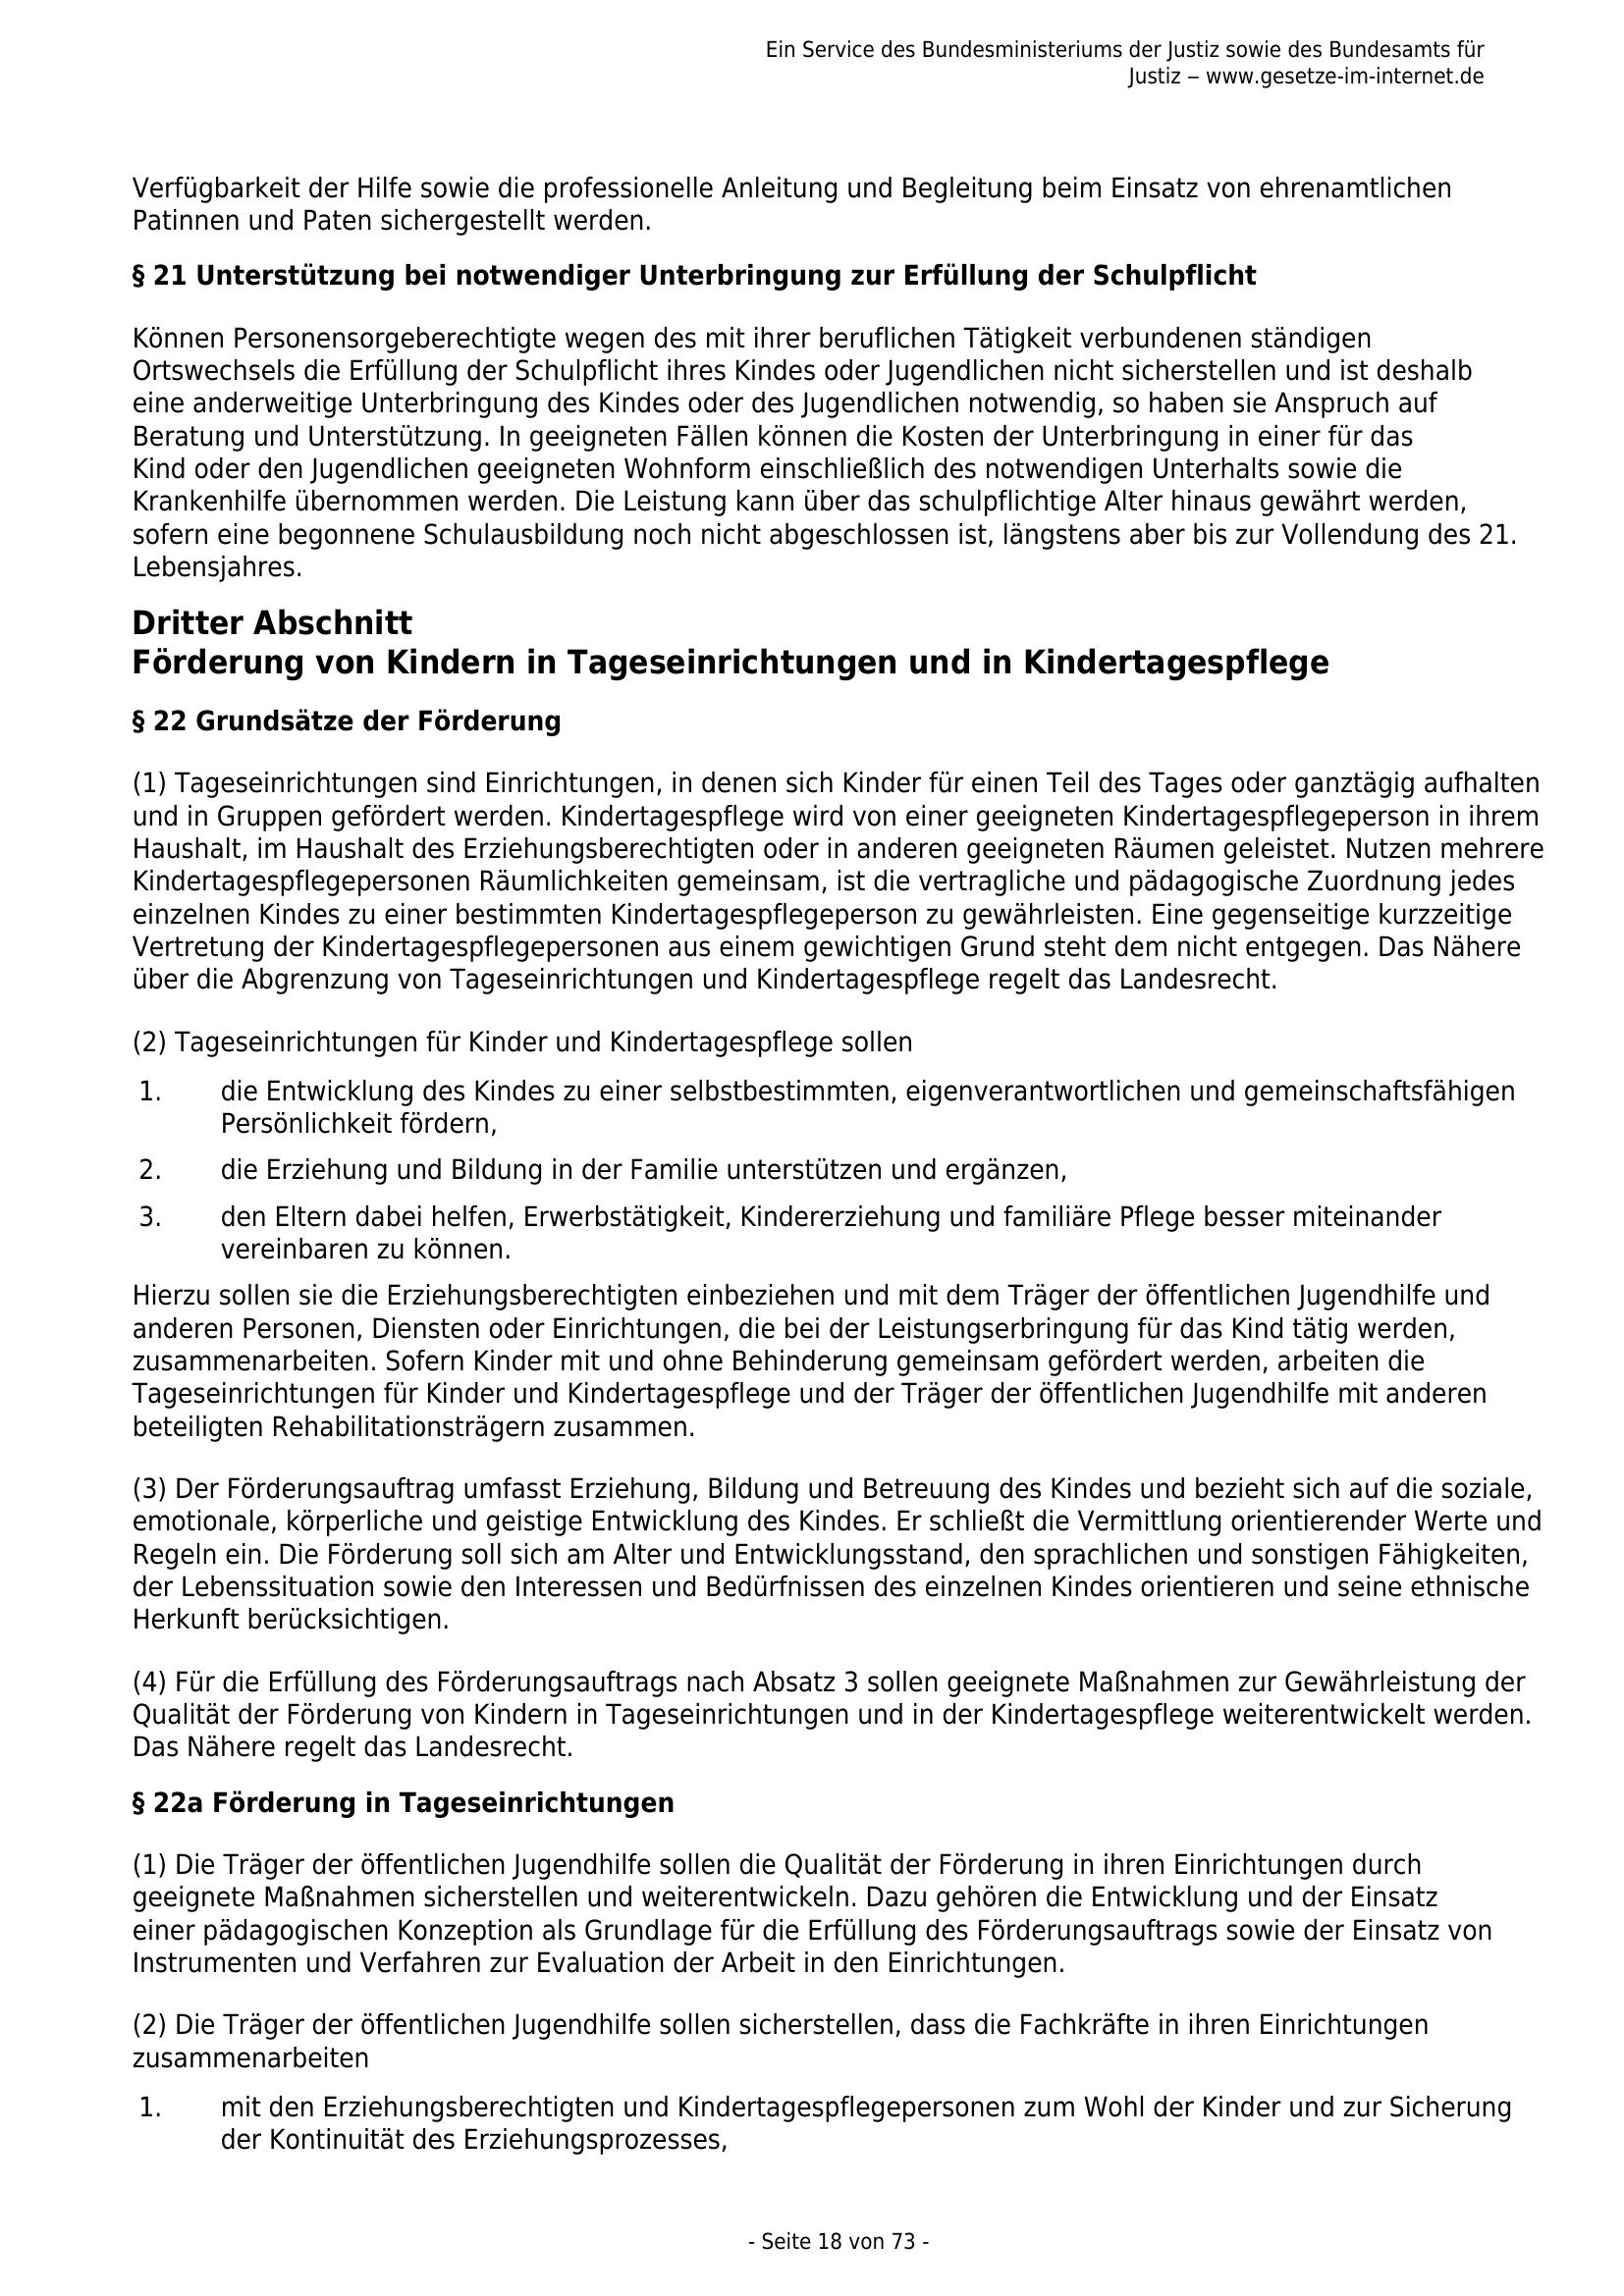 Ein Service des Bundesministeriums der Justiz sowie des Bundesamts für
Justiz ‒ www.gesetze-im-internet.de
Verfügbarkeit der Hilfe sowie die professionelle Anleitung und Begleitung beim Einsatz von ehrenamtlichen
Patinnen und Paten sichergestellt werden.
§ 21 Unterstützung bei notwendiger Unterbringung zur Erfüllung der Schulpflicht
Können Personensorgeberechtigte wegen des mit ihrer beruflichen Tätigkeit verbundenen ständigen
Ortswechsels die Erfüllung der Schulpflicht ihres Kindes oder Jugendlichen nicht sicherstellen und ist deshalb
eine anderweitige Unterbringung des Kindes oder des Jugendlichen notwendig, so haben sie Anspruch auf
Beratung und Unterstützung. In geeigneten Fällen können die Kosten der Unterbringung in einer für das
Kind oder den Jugendlichen geeigneten Wohnform einschließlich des notwendigen Unterhalts sowie die
Krankenhilfe übernommen werden. Die Leistung kann über das schulpflichtige Alter hinaus gewährt werden,
sofern eine begonnene Schulausbildung noch nicht abgeschlossen ist, längstens aber bis zur Vollendung des 21.
Lebensjahres.
Dritter Abschnitt
Förderung von Kindern in Tageseinrichtungen und in Kindertagespflege
§ 22 Grundsätze der Förderung
(1) Tageseinrichtungen sind Einrichtungen, in denen sich Kinder für einen Teil des Tages oder ganztägig aufhalten
und in Gruppen gefördert werden. Kindertagespflege wird von einer geeigneten Kindertagespflegeperson in ihrem
Haushalt, im Haushalt des Erziehungsberechtigten oder in anderen geeigneten Räumen geleistet. Nutzen mehrere
Kindertagespflegepersonen Räumlichkeiten gemeinsam, ist die vertragliche und pädagogische Zuordnung jedes
einzelnen Kindes zu einer bestimmten Kindertagespflegeperson zu gewährleisten. Eine gegenseitige kurzzeitige
Vertretung der Kindertagespflegepersonen aus einem gewichtigen Grund steht dem nicht entgegen. Das Nähere
über die Abgrenzung von Tageseinrichtungen und Kindertagespflege regelt das Landesrecht.
(2) Tageseinrichtungen für Kinder und Kindertagespflege sollen
1. die Entwicklung des Kindes zu einer selbstbestimmten, eigenverantwortlichen und gemeinschaftsfähigen
Persönlichkeit fördern,
2. die Erziehung und Bildung in der Familie unterstützen und ergänzen,
3. den Eltern dabei helfen, Erwerbstätigkeit, Kindererziehung und familiäre Pflege besser miteinander
vereinbaren zu können.
Hierzu sollen sie die Erziehungsberechtigten einbeziehen und mit dem Träger der öffentlichen Jugendhilfe und
anderen Personen, Diensten oder Einrichtungen, die bei der Leistungserbringung für das Kind tätig werden,
zusammenarbeiten. Sofern Kinder mit und ohne Behinderung gemeinsam gefördert werden, arbeiten die
Tageseinrichtungen für Kinder und Kindertagespflege und der Träger der öffentlichen Jugendhilfe mit anderen
beteiligten Rehabilitationsträgern zusammen.
(3) Der Förderungsauftrag umfasst Erziehung, Bildung und Betreuung des Kindes und bezieht sich auf die soziale,
emotionale, körperliche und geistige Entwicklung des Kindes. Er schließt die Vermittlung orientierender Werte und
Regeln ein. Die Förderung soll sich am Alter und Entwicklungsstand, den sprachlichen und sonstigen Fähigkeiten,
der Lebenssituation sowie den Interessen und Bedürfnissen des einzelnen Kindes orientieren und seine ethnische
Herkunft berücksichtigen.
(4) Für die Erfüllung des Förderungsauftrags nach Absatz 3 sollen geeignete Maßnahmen zur Gewährleistung der
Qualität der Förderung von Kindern in Tageseinrichtungen und in der Kindertagespflege weiterentwickelt werden.
Das Nähere regelt das Landesrecht.
§ 22a Förderung in Tageseinrichtungen
(1) Die Träger der öffentlichen Jugendhilfe sollen die Qualität der Förderung in ihren Einrichtungen durch
geeignete Maßnahmen sicherstellen und weiterentwickeln. Dazu gehören die Entwicklung und der Einsatz
einer pädagogischen Konzeption als Grundlage für die Erfüllung des Förderungsauftrags sowie der Einsatz von
Instrumenten und Verfahren zur Evaluation der Arbeit in den Einrichtungen.
(2) Die Träger der öffentlichen Jugendhilfe sollen sicherstellen, dass die Fachkräfte in ihren Einrichtungen
zusammenarbeiten
1. mit den Erziehungsberechtigten und Kindertagespflegepersonen zum Wohl der Kinder und zur Sicherung
der Kontinuität des Erziehungsprozesses,
- Seite 18 von 73 -